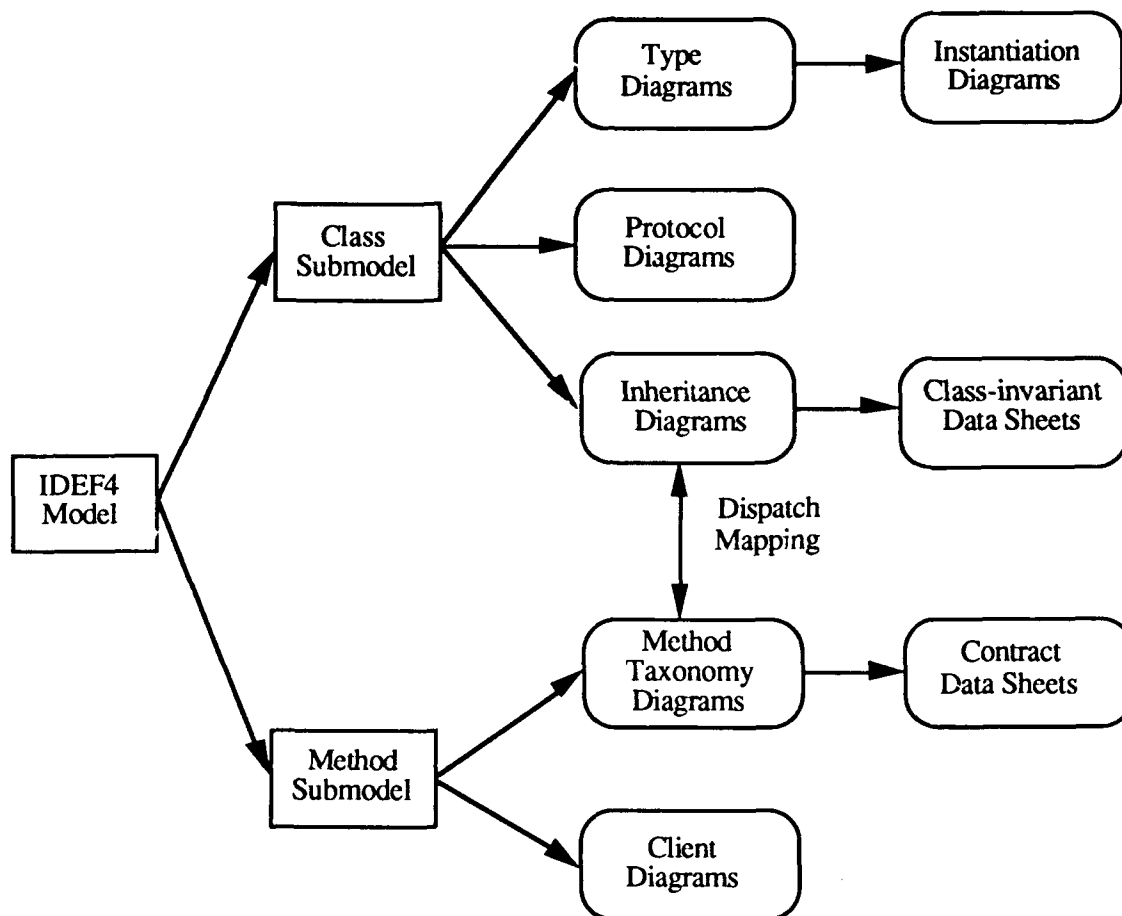 Type
Diagrams
Instantiation
Diagrams
Class
Submodel
Protocol
Diagrams
Inheritance
Diagrams
Class-invariant
Data Sheets
IDEF4
Model
Dispatch
Mapping
Method
Taxonomy
Diagrams
Contract
Data Sheets
Method
Submodel
Client
Diagrams